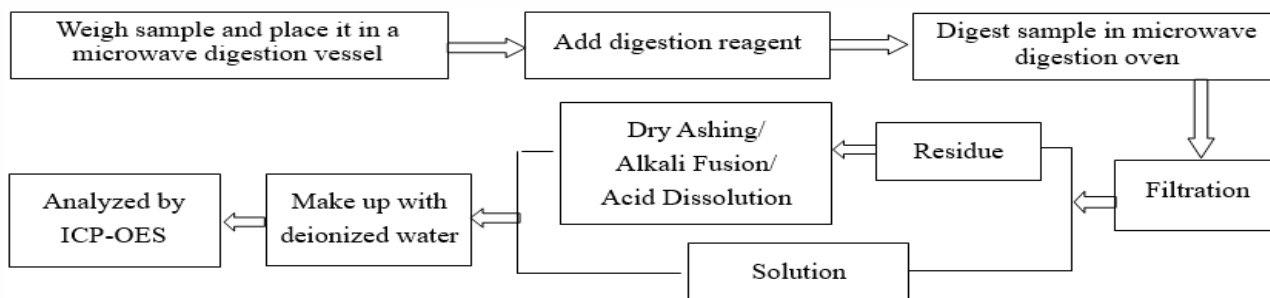 Weigh sample and place it in a
microwave digestion vessel
Add digestion reagent
Digest sample in microwave
digestion oven
Filtration
Residue
Dry Ashing/
Alkali Fusion/
Acid Dissolution
Solution
Make up with
deionized water
Analyzed by
ICP-OES